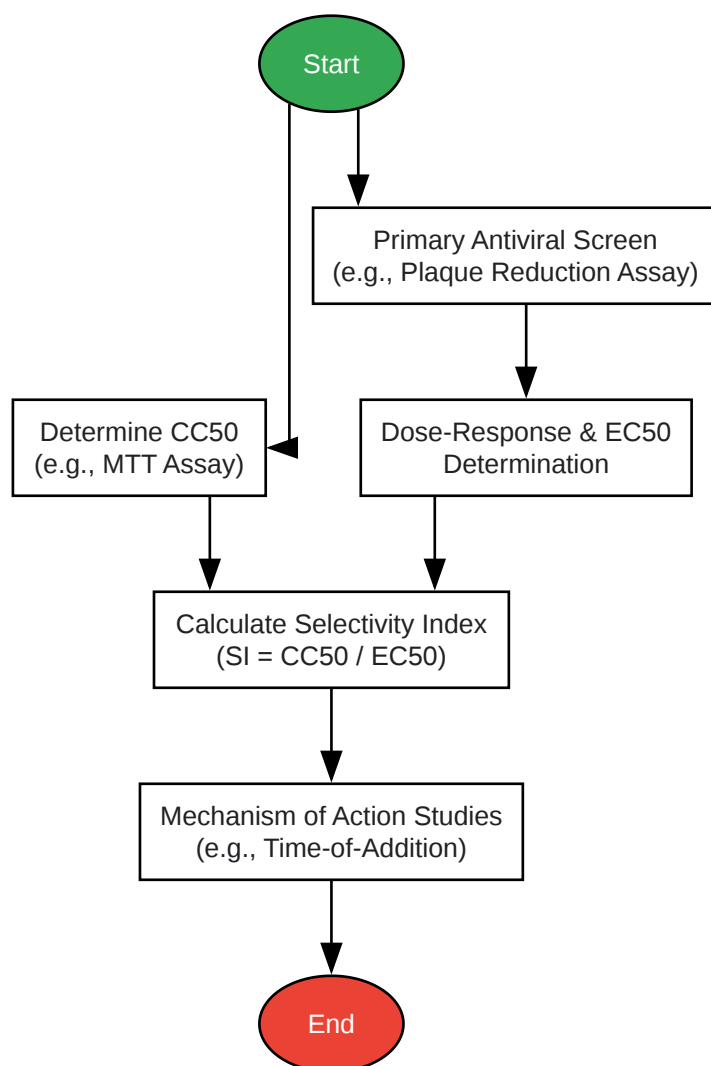 Start
Primary Antiviral Screen
(e.g., Plaque Reduction Assay)
Determine CC50
(e.g., MTT Assay)
Dose-Response & EC50
Determination
Calculate Selectivity Index
(SI = CC50 / EC50)
Mechanism of Action Studies
(e.g., Time-of-Addition)
End